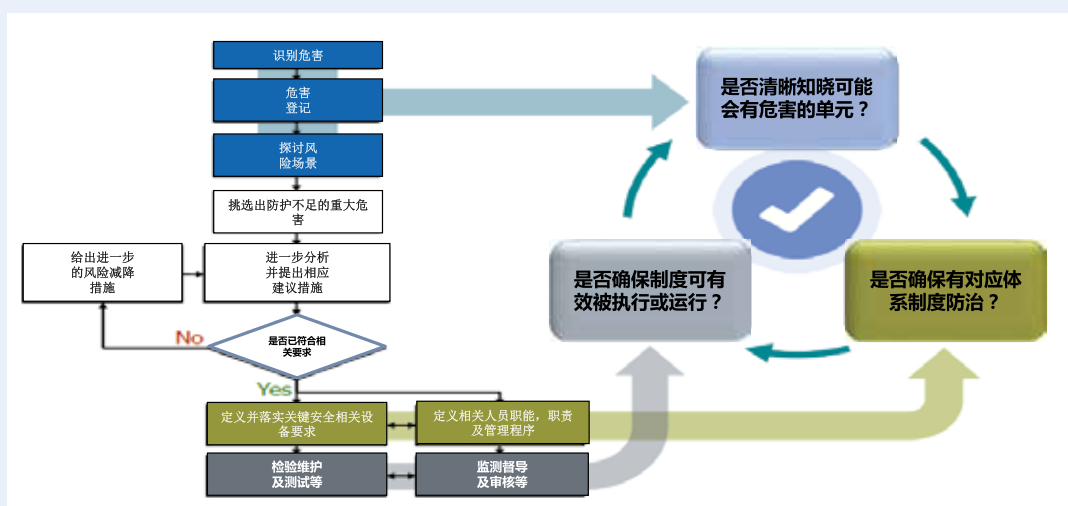 识别危害
危害
登记
探讨风
险场景
挑选出防护不足的重大危
害
给出进一步
的风险减降
措施
进一步分析
并提出相应
建议措施
是否已符合相
关要求
No
Yes
定义并落实关键安全相关设
备要求
定义相关人员职能，职责
及管理程序
检验维护
及测试等
监测督导
及审核等
是否清晰知晓可能
会有危害的单元？
是否确保制度可有
效被执行或运行？
是否确保有对应体
系制度防治？